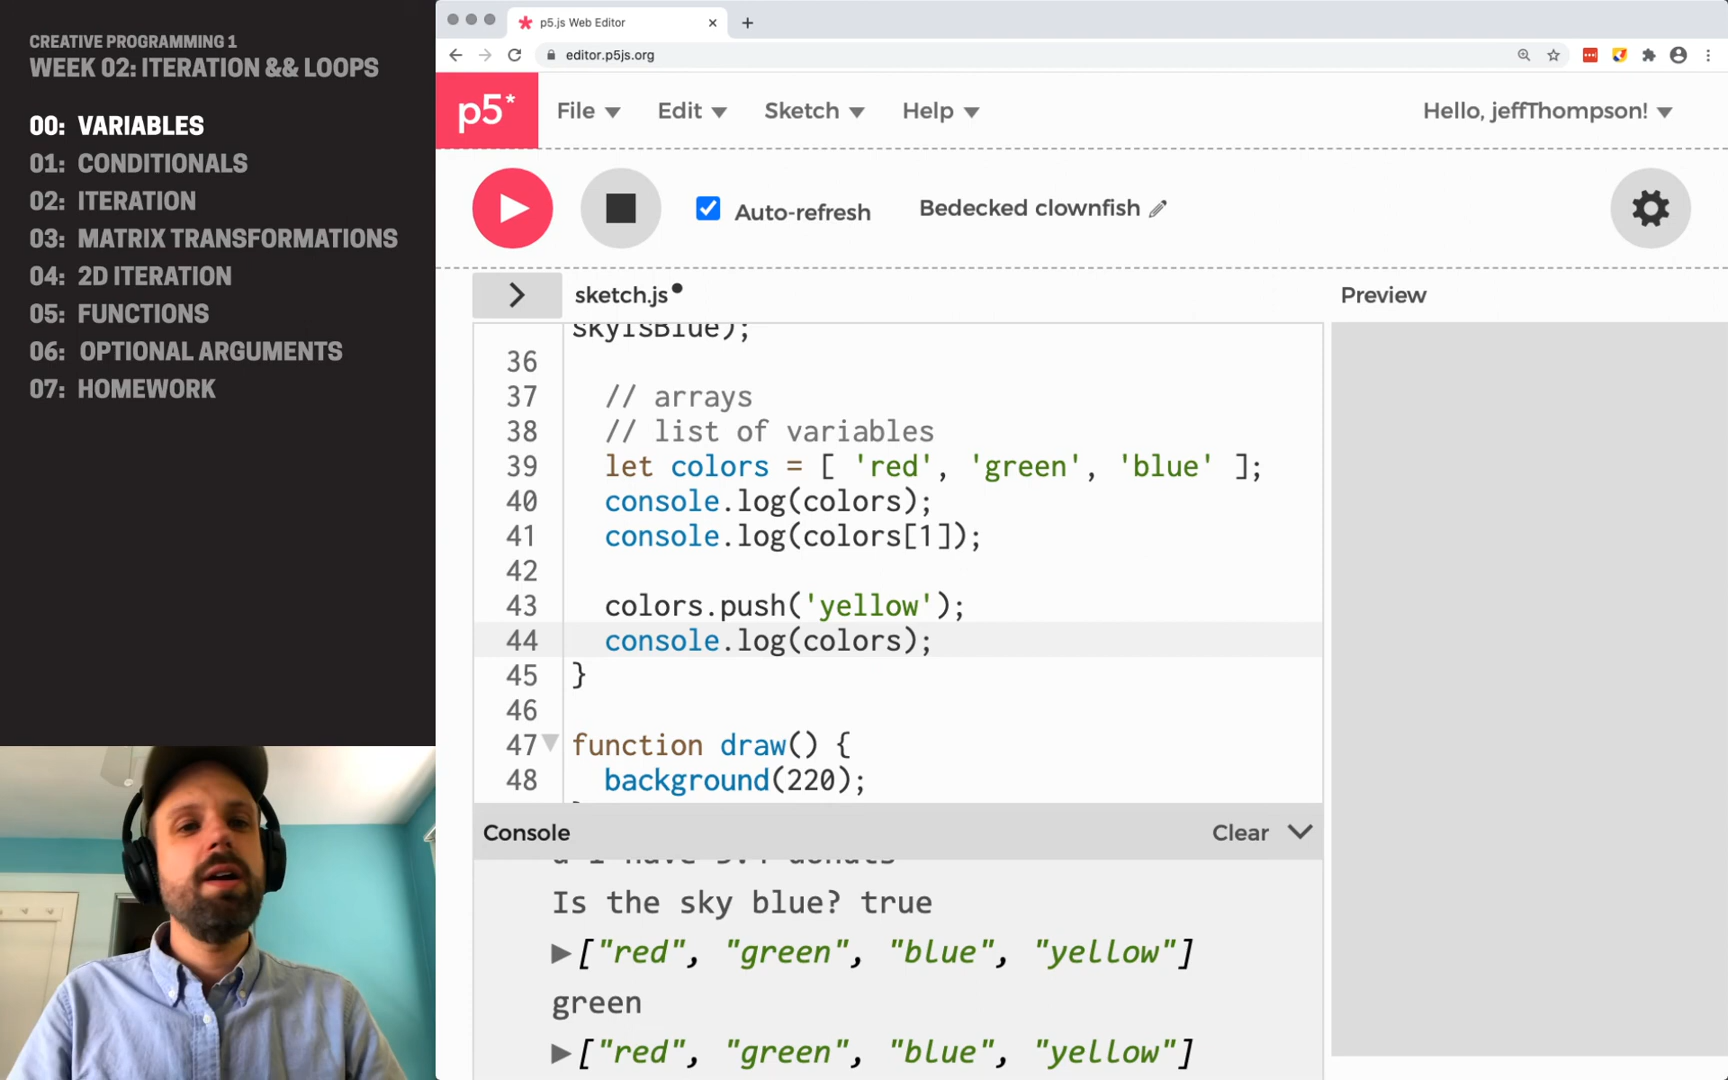 CREATIVE PROGRAMMING 1
WEEK 02: ITERATION && LOOPS
00: VARIABLES
01: CONDITIONALS
02: ITERATION
03: MATRIX TRANSFORMATIONS
04: 2D ITERATION
05: FUNCTIONS
06: OPTIONAL ARGUMENTS
07: HOMEWORK
p5.js Web Editor
editor.p5js.org
p5* File Edit Sketch Help Hello, jeffThompson!
Auto-refresh Bedecked clownfish
sketch.js Preview
skyIsBlue);
36
37 // arrays
38 // list of variables
39 let colors = [ 'red', 'green', 'blue' ];
40 console.log(colors);
41 console.log(colors[1]);
42
43 colors.push('yellow');
44 console.log(colors);
45 }
46
47 function draw() {
48 background(220);
Console Clear
Is the sky blue? true
["red", "green", "blue", "yellow"]
green
["red", "green", "blue", "yellow"]